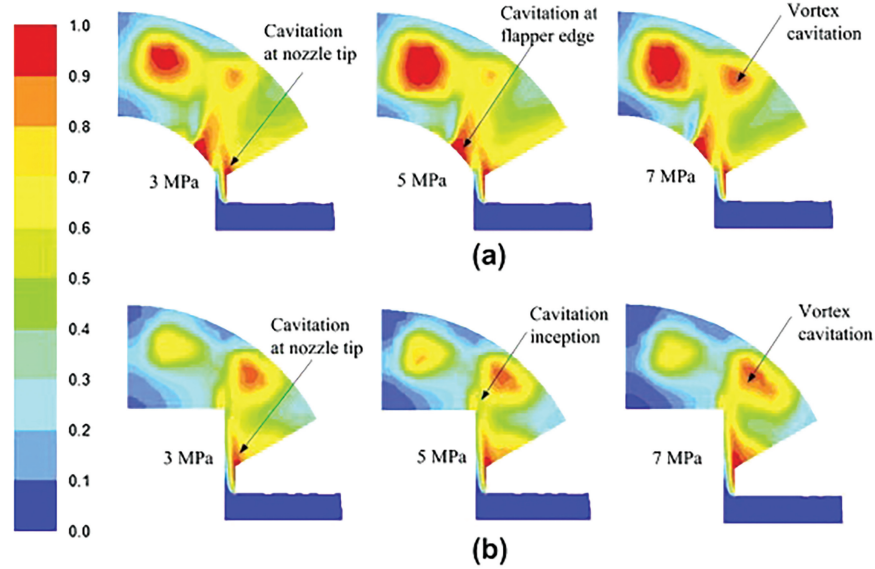 1.0
0.9
0.8
0.7
0.6
0.5
0.4
0.3
0.2
0.1
0.0
Cavitation
at nozzle tip
3 MPa
Cavitation at
flapper edge
5 MPa
Vortex
cavitation
7 MPa
(a)
Cavitation
at nozzle tip
3 MPa
Cavitation
inception
5 MPa
Vortex
cavitation
7 MPa
(b)